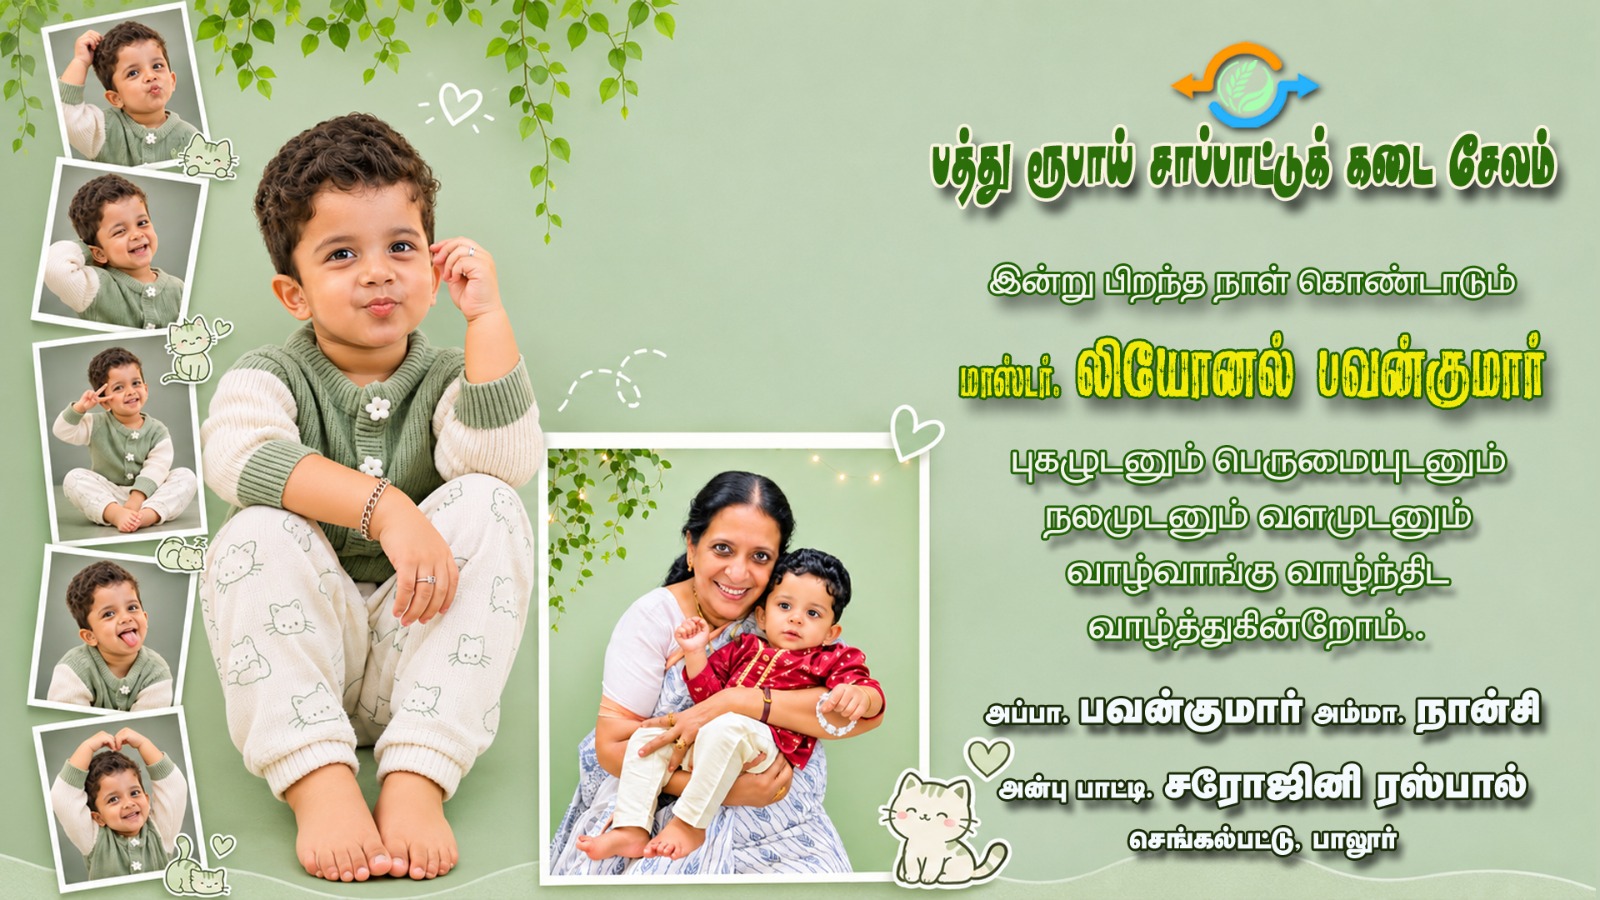 பத்து ரூபாய் சாப்பாட்டுக் கடை சேலம்
இன்று பிறந்த நாள் கொண்டாடும்
மாஸ்டர். லியோனல் பவன்குமார்
புகழுடனும் பெருமையுடனும்
நலமுடனும் வளமுடனும்
வாழ்வாங்கு வாழ்ந்திட
வாழ்த்துகின்றோம்..
அப்பா. பவன்குமார் அம்மா. நான்சி
அன்பு பாட்டி. சரோஜினி ரஸ்பால்
செங்கல்பட்டு, பாலூர்